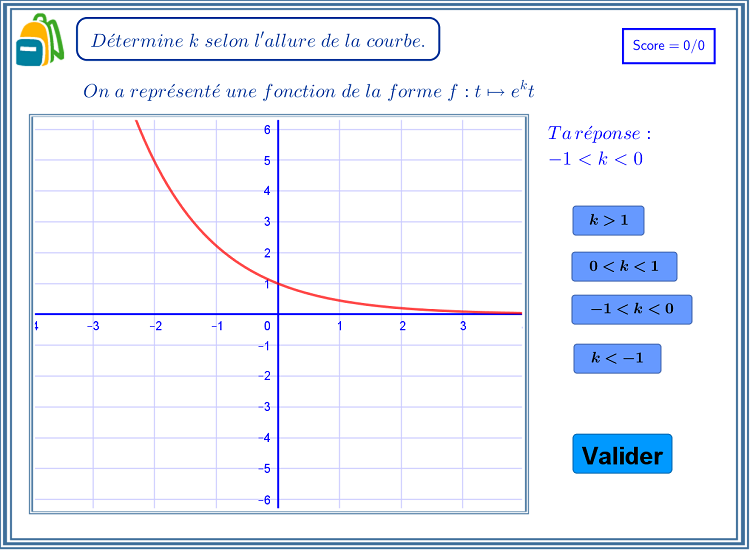 Détermine k selon l'allure de la courbe.
Score = 0/0
On a représenté une fonction de la forme f : t ↦ e^k t
Ta réponse :
−1 < k < 0
k > 1
0 < k < 1
−1 < k < 0
k < −1
Valider
6
5
4
3
2
1
4 −3 −2 −1 0 1 2 3
−1
−2
−3
−4
−5
−6